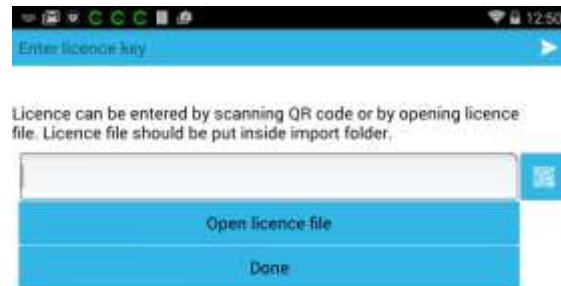 C C C 12:50
Enter licence key
Licence can be entered by scanning QR code or by opening licence
file. Licence file should be put inside import folder.
Open licence file
Done